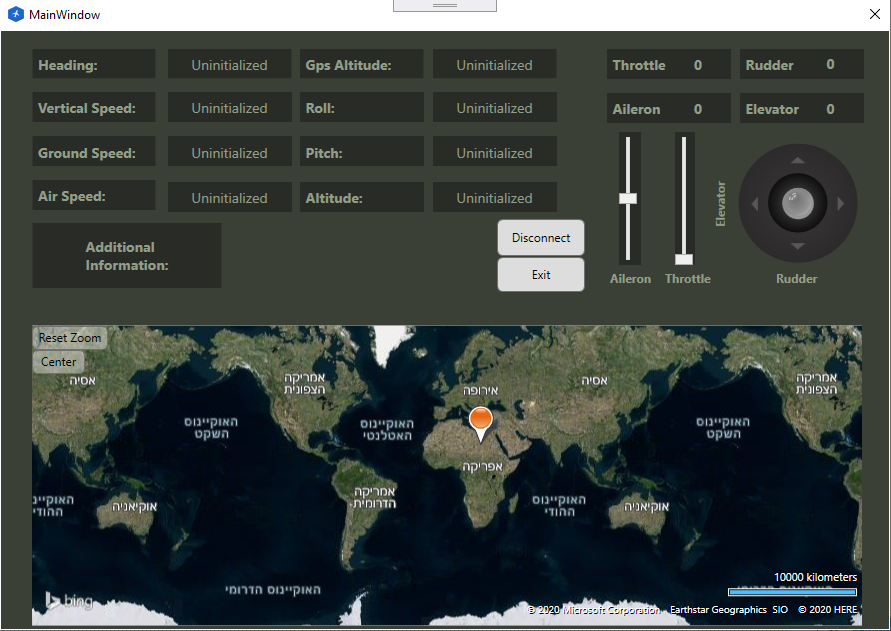 MainWindow
Heading: Uninitialized Gps Altitude: Uninitialized Throttle 0 Rudder 0
Vertical Speed: Uninitialized Roll: Uninitialized Aileron 0 Elevator 0
Ground Speed: Uninitialized Pitch: Uninitialized
Air Speed: Uninitialized Altitude: Uninitialized
Elevator
Additional
Information:
Disconnect
Exit
Aileron Throttle Rudder
Reset Zoom
Center
אסיה
אמריקה
הצפונית
אירופה
אסיה
אמריקה
הצפונית
האוקיינוס
השקט
האוקיינוס
האטלנטי
האוקיינוס
השקט
אפריקה
יינוס
ההודי
אוקיאניה
אמריקה
הדרומית
האוקיינוס
ההודי
אוקיאניה
האוקיינוס הדרומי
10000 kilometers
bing
© 2020 Microsoft Corporation Earthstar Geographics SIO © 2020 HERE